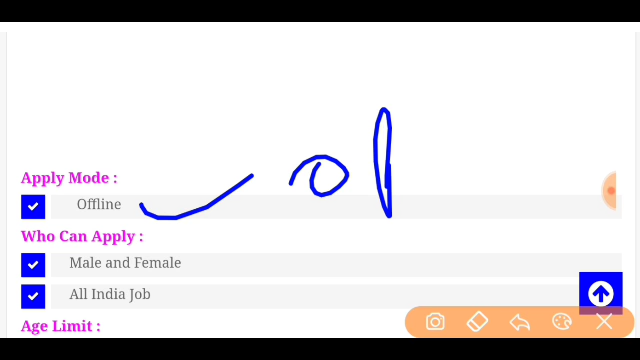 Apply Mode :
Offline
Who Can Apply :
Male and Female
All India Job
Age Limit :